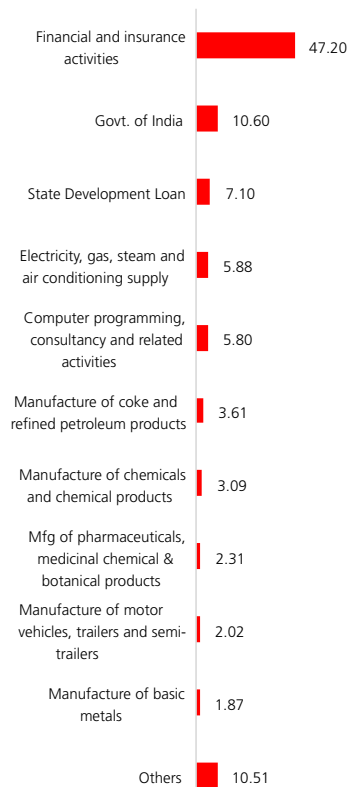 Financial and insurance
activities
47.20
Govt. of India
10.60
State Development Loan
7.10
Electricity, gas, steam and
air conditioning supply
5.88
Computer programming,
consultancy and related
activities
5.80
Manufacture of coke and
refined petroleum products
3.61
Manufacture of chemicals
and chemical products
3.09
Mfg of pharmaceuticals,
medicinal chemical &
botanical products
2.31
Manufacture of motor
vehicles, trailers and semi-
trailers
2.02
Manufacture of basic
metals
1.87
Others
10.51